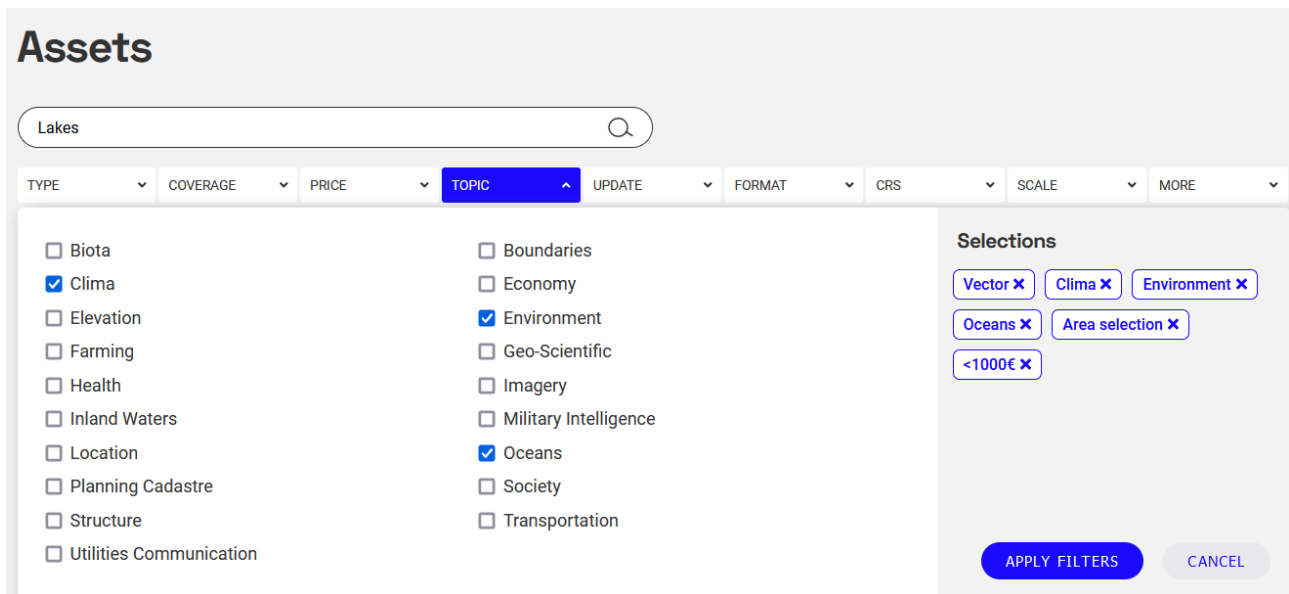 Assets
Lakes
TYPE COVERAGE PRICE TOPIC UPDATE FORMAT CRS SCALE MORE
Biota
Clima
Elevation
Farming
Health
Inland Waters
Location
Planning Cadastre
Structure
Utilities Communication
Boundaries
Economy
Environment
Geo-Scientific
Imagery
Military Intelligence
Oceans
Society
Transportation
Selections
Vector Clima Environment
Oceans Area selection
<1000€
APPLY FILTERS CANCEL